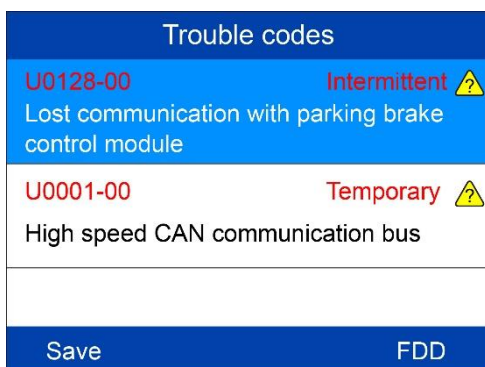 Trouble codes
U0128-00 Intermittent ?
Lost communication with parking brake
control module
U0001-00 Temporary ?
High speed CAN communication bus
Save FDD